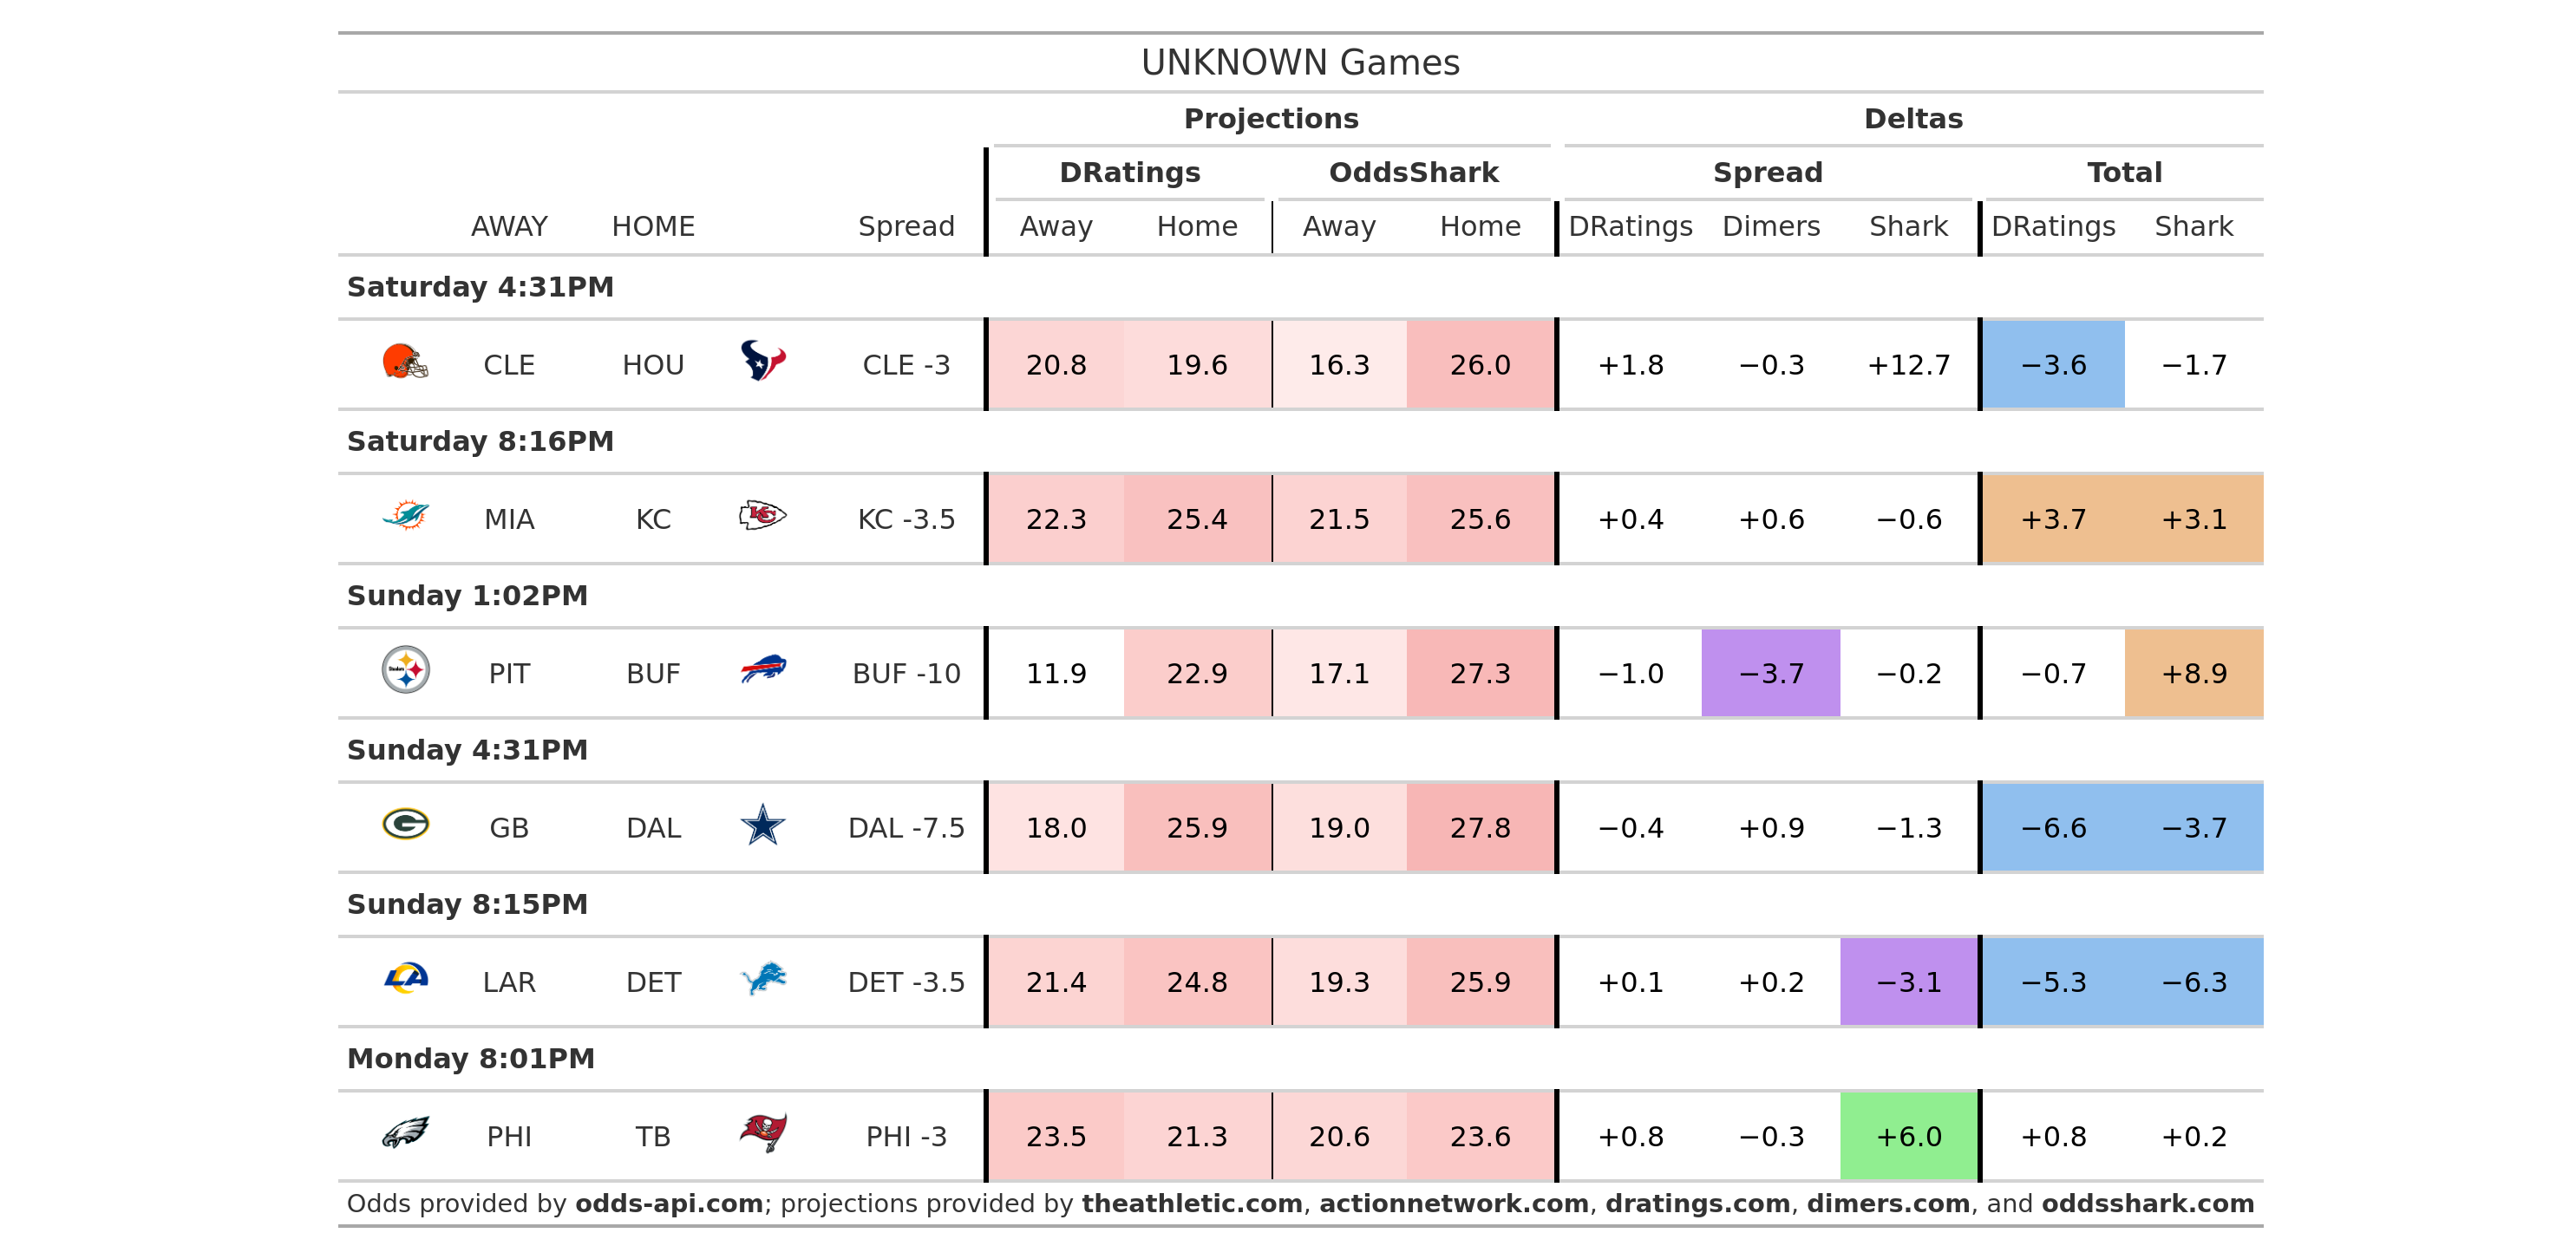 UNKNOWN Games
Projections Deltas
DRatings OddsShark Spread Total
AWAY HOME Spread Away Home Away Home DRatings Dimers Shark DRatings Shark
Saturday 4:31PM
CLE HOU CLE -3 20.8 19.6 16.3 26.0 +1.8 −0.3 +12.7 −3.6 −1.7
Saturday 8:16PM
MIA KC KC -3.5 22.3 25.4 21.5 25.6 +0.4 +0.6 −0.6 +3.7 +3.1
Sunday 1:02PM
PIT BUF BUF -10 11.9 22.9 17.1 27.3 −1.0 −3.7 −0.2 −0.7 +8.9
Sunday 4:31PM
GB DAL DAL -7.5 18.0 25.9 19.0 27.8 −0.4 +0.9 −1.3 −6.6 −3.7
Sunday 8:15PM
LAR DET DET -3.5 21.4 24.8 19.3 25.9 +0.1 +0.2 −3.1 −5.3 −6.3
Monday 8:01PM
PHI TB PHI -3 23.5 21.3 20.6 23.6 +0.8 −0.3 +6.0 +0.8 +0.2
Odds provided by odds-api.com; projections provided by theathletic.com, actionnetwork.com, dratings.com, dimers.com, and oddsshark.com